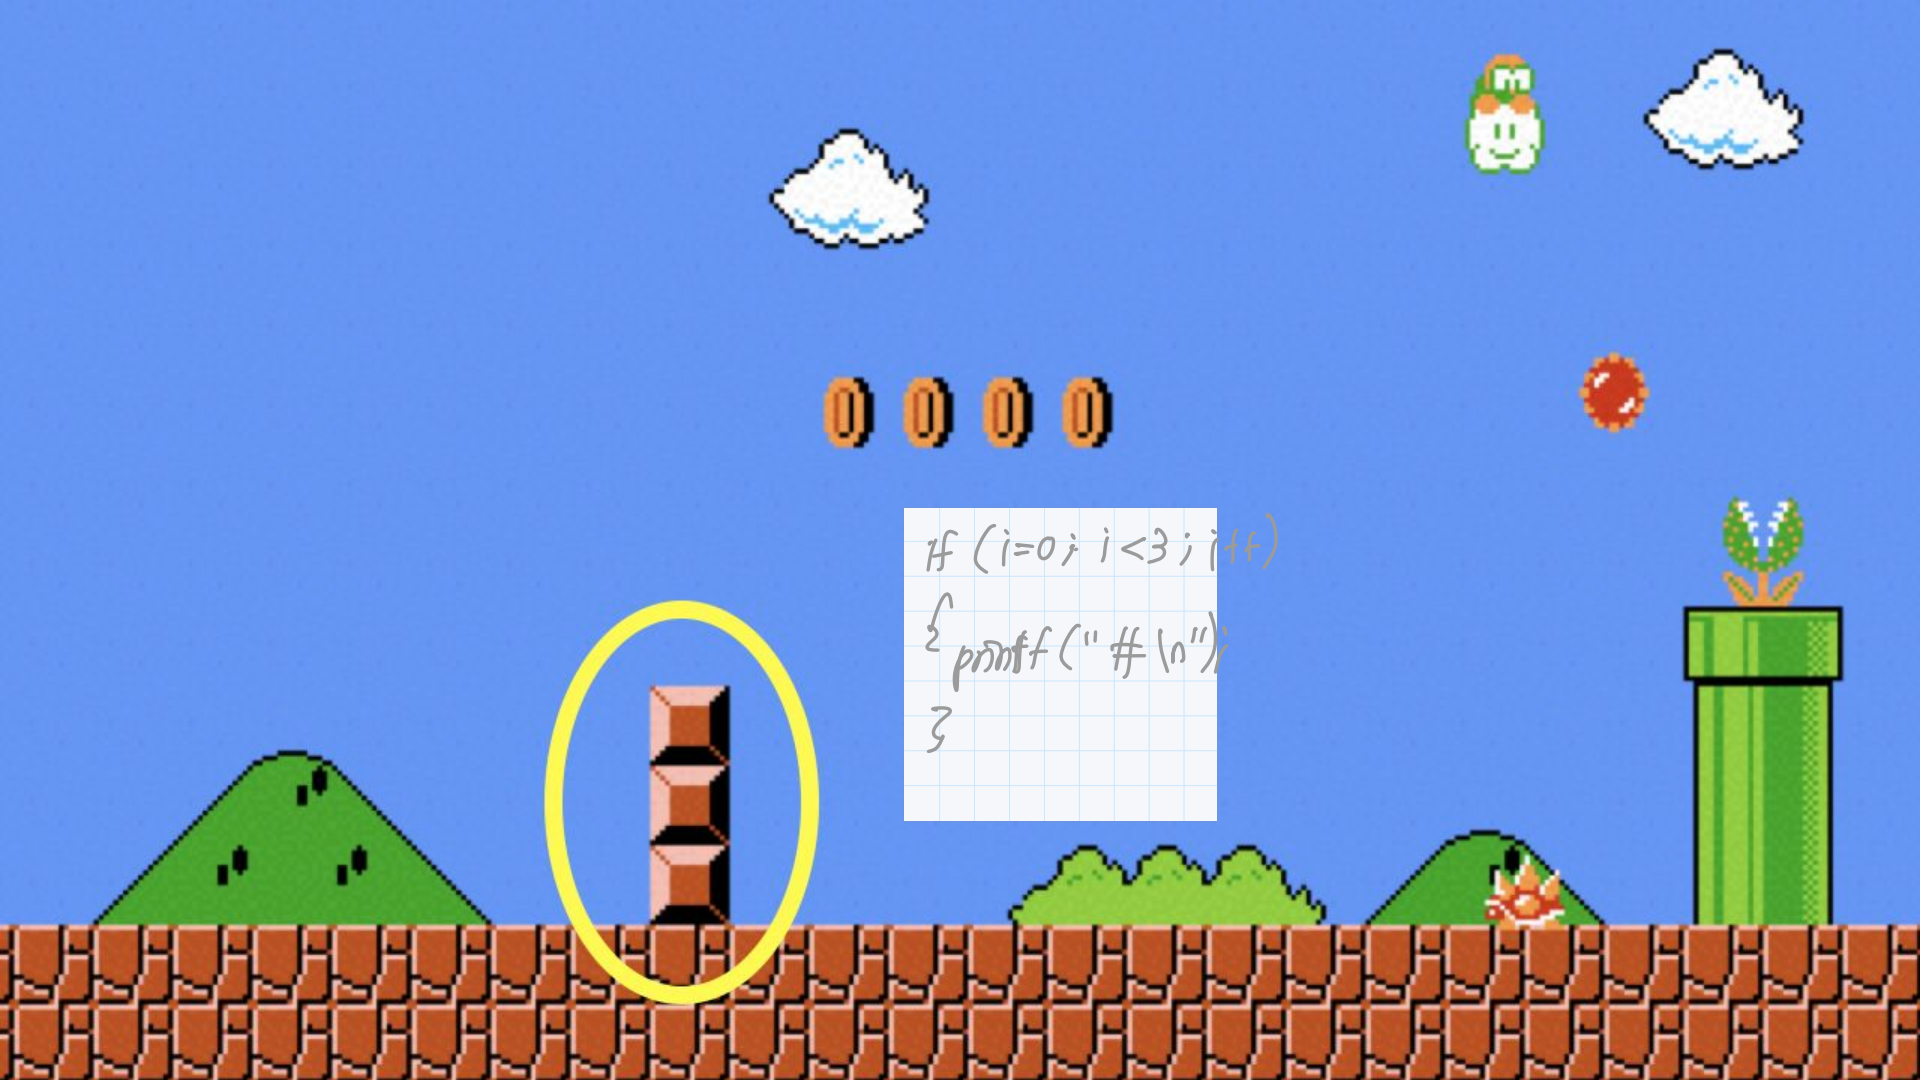 if (i=0; i<3; i++)
{
printf("#\n");
}